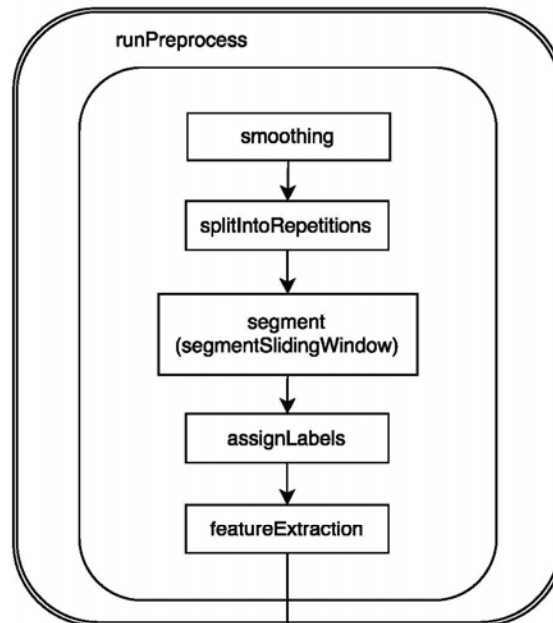 runPreprocess
smoothing
splitIntoRepetitions
segment
(segmentSlidingWindow)
assignLabels
featureExtraction